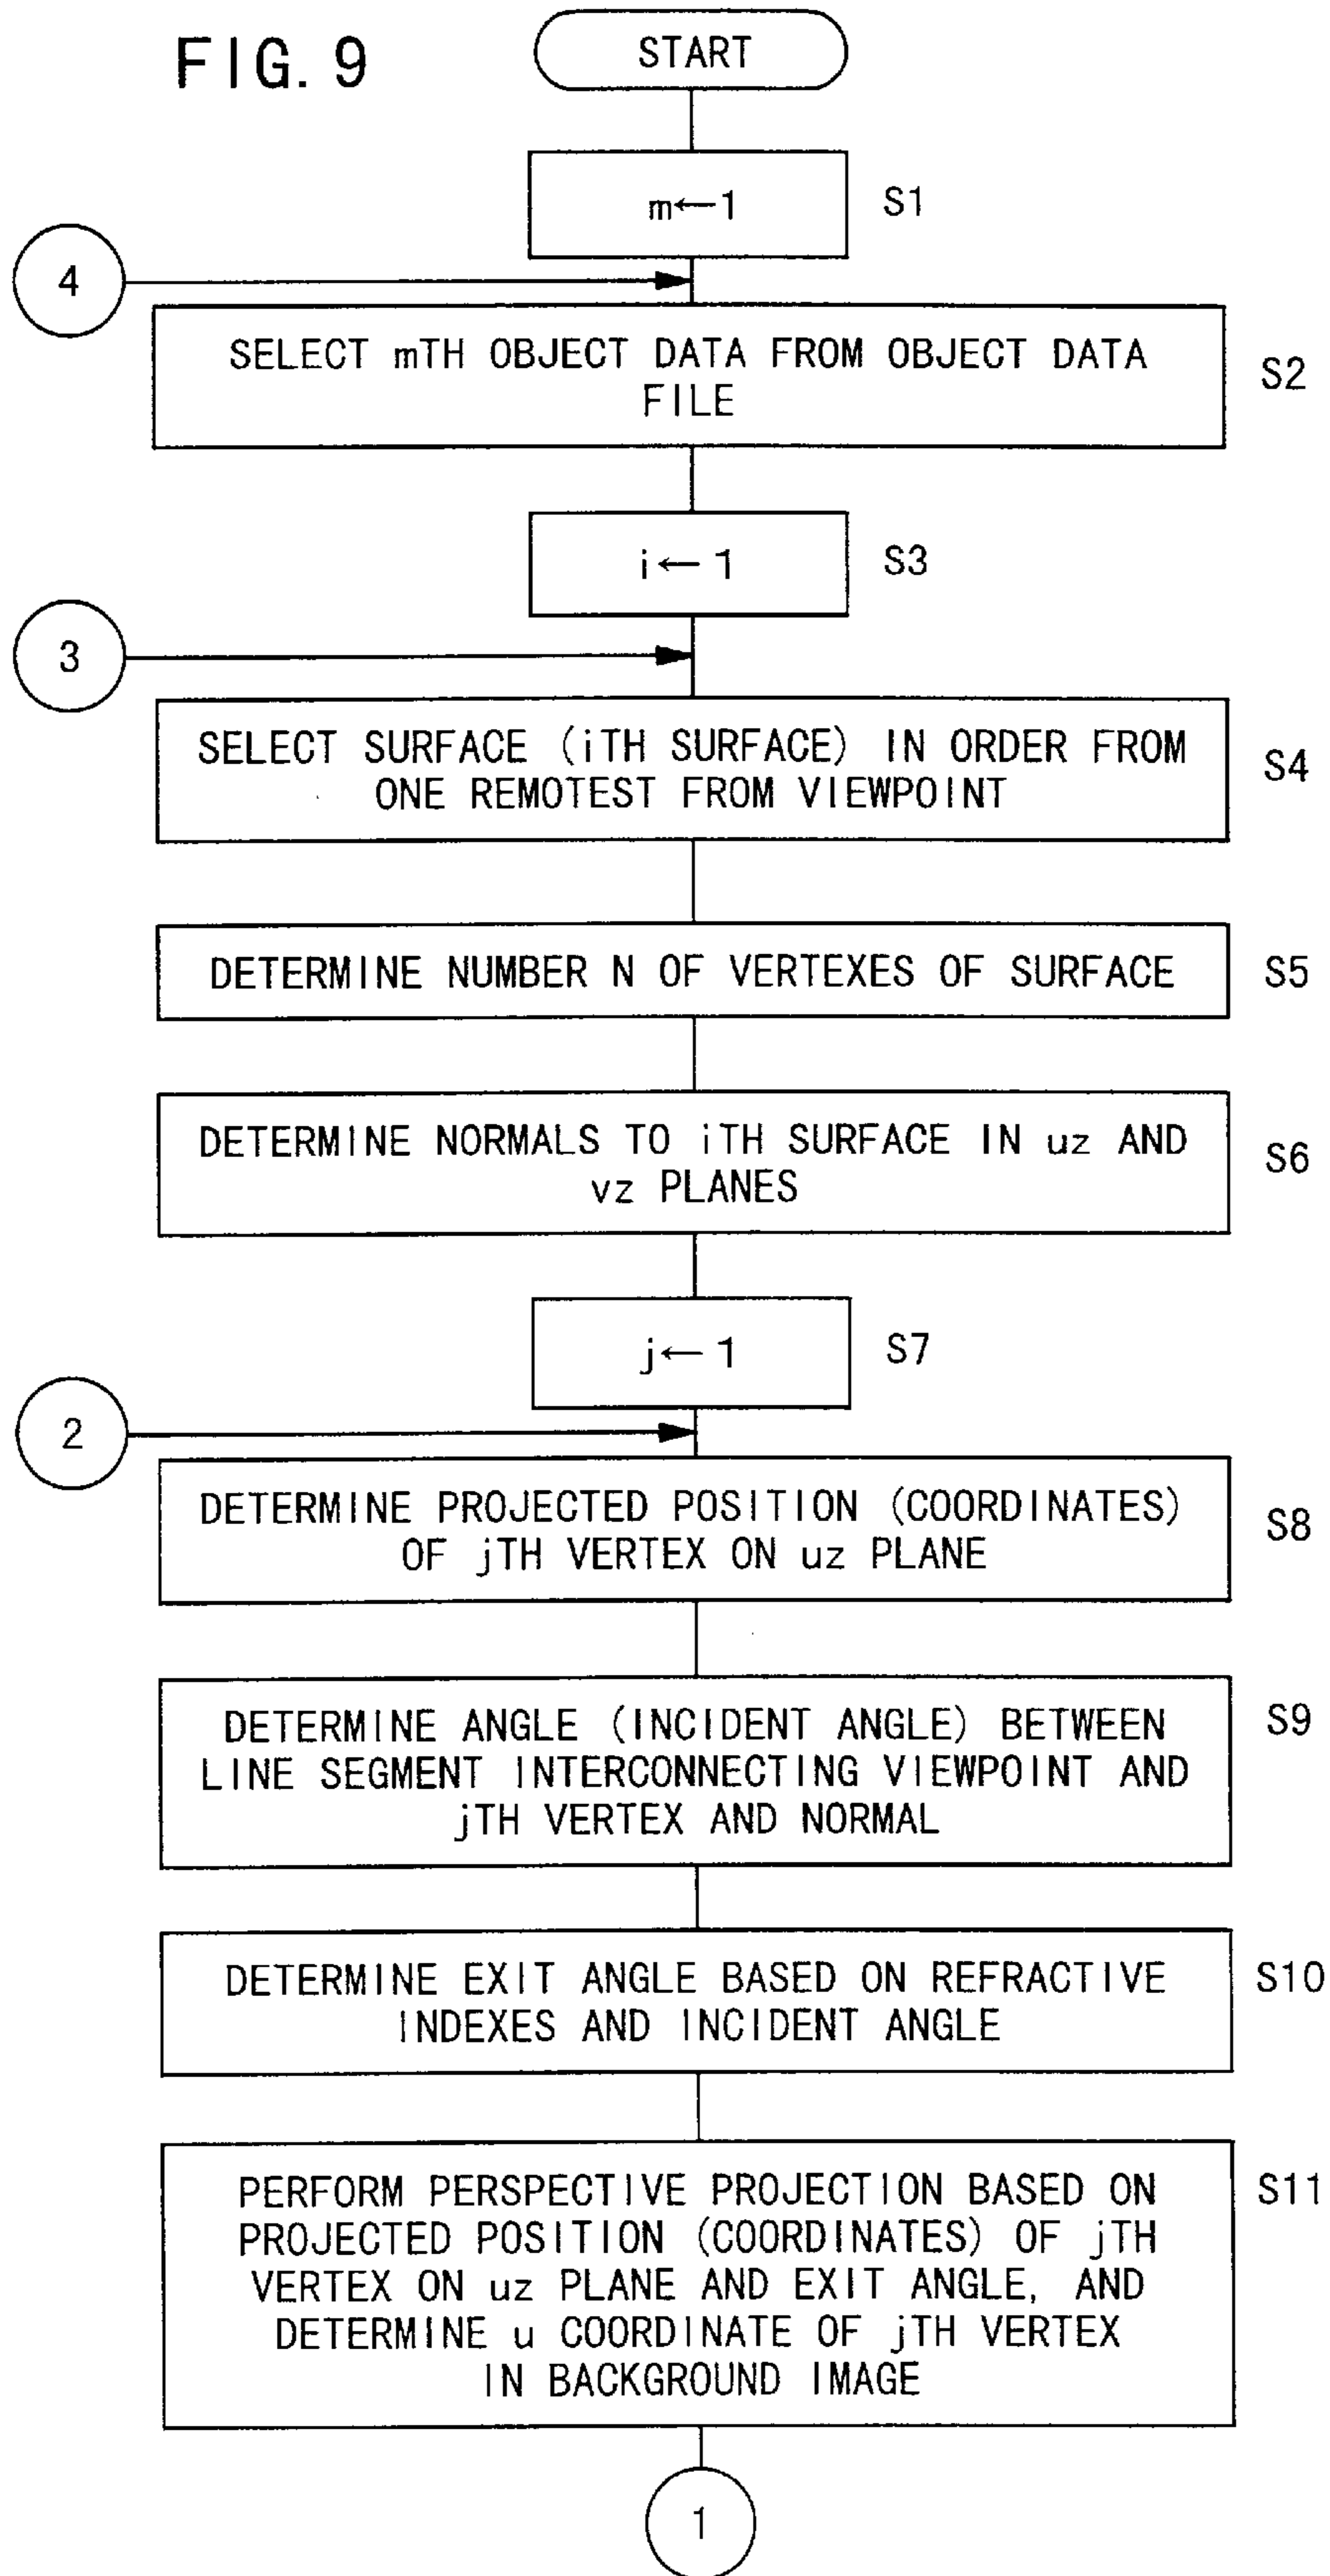 FIG. 9
START
m←1
S1
4
SELECT mTH OBJECT DATA FROM OBJECT DATA
FILE
S2
i←1
S3
3
SELECT SURFACE (iTH SURFACE) IN ORDER FROM
ONE REMOTEST FROM VIEWPOINT
S4
DETERMINE NUMBER N OF VERTEXES OF SURFACE
S5
DETERMINE NORMALS TO iTH SURFACE IN uz AND
vz PLANES
S6
j←1
S7
2
DETERMINE PROJECTED POSITION (COORDINATES)
OF jTH VERTEX ON uz PLANE
S8
DETERMINE ANGLE (INCIDENT ANGLE) BETWEEN
LINE SEGMENT INTERCONNECTING VIEWPOINT AND
jTH VERTEX AND NORMAL
S9
DETERMINE EXIT ANGLE BASED ON REFRACTIVE
INDEXES AND INCIDENT ANGLE
S10
PERFORM PERSPECTIVE PROJECTION BASED ON
PROJECTED POSITION (COORDINATES) OF jTH
VERTEX ON uz PLANE AND EXIT ANGLE, AND
DETERMINE u COORDINATE OF jTH VERTEX
IN BACKGROUND IMAGE
S11
1